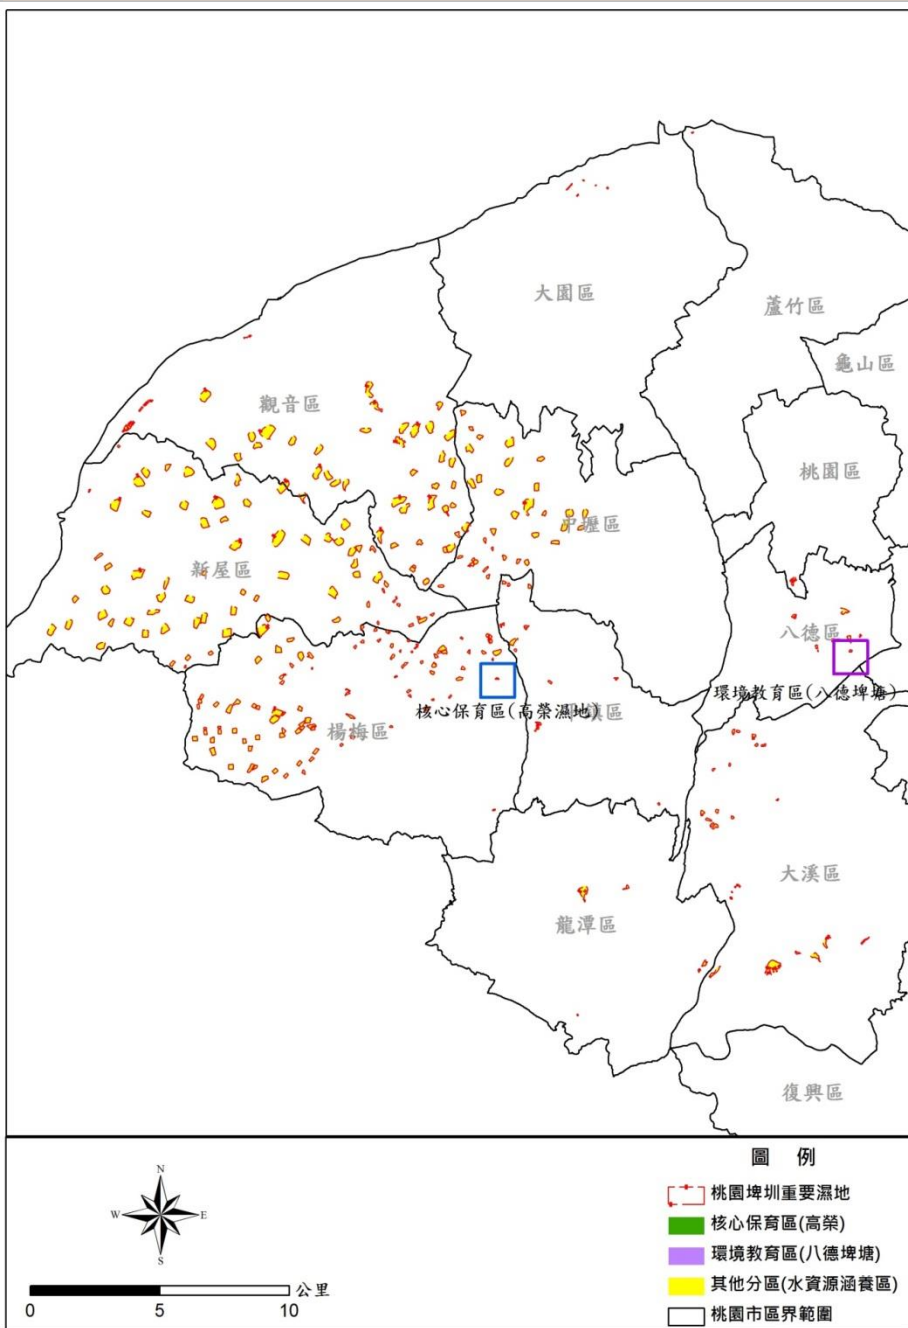 大園區
蘆竹區
龜山區
觀音區
桃園區
中壢區
新屋區
八德區
環境教育區(八德埤塘)
核心保育區(高榮濕地)
楊梅區
大溪區
龍潭區
復興區
圖 例
桃園埤圳重要濕地
核心保育區(高榮)
環境教育區(八德埤塘)
其他分區(水資源涵養區)
桃園市區界範圍
N
W E
S
公里
0 5 10